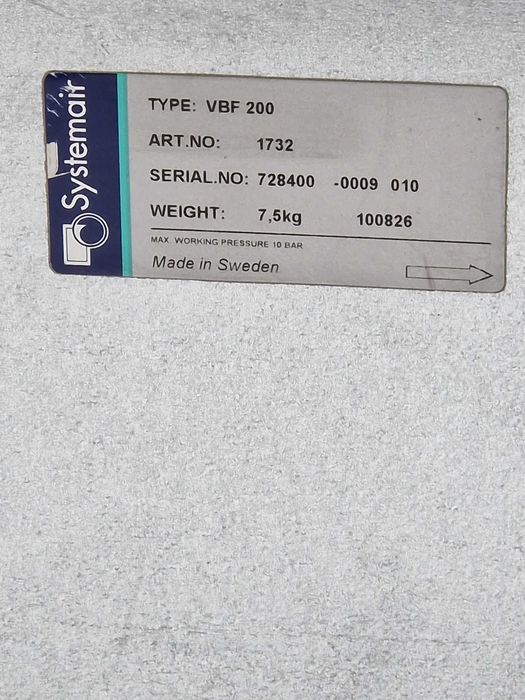 Systemair
TYPE: VBF 200
ART.NO: 1732
SERIAL.NO: 728400 -0009 010
WEIGHT: 7,5kg 100826
MAX. WORKING PRESSURE 10 BAR
Made in Sweden